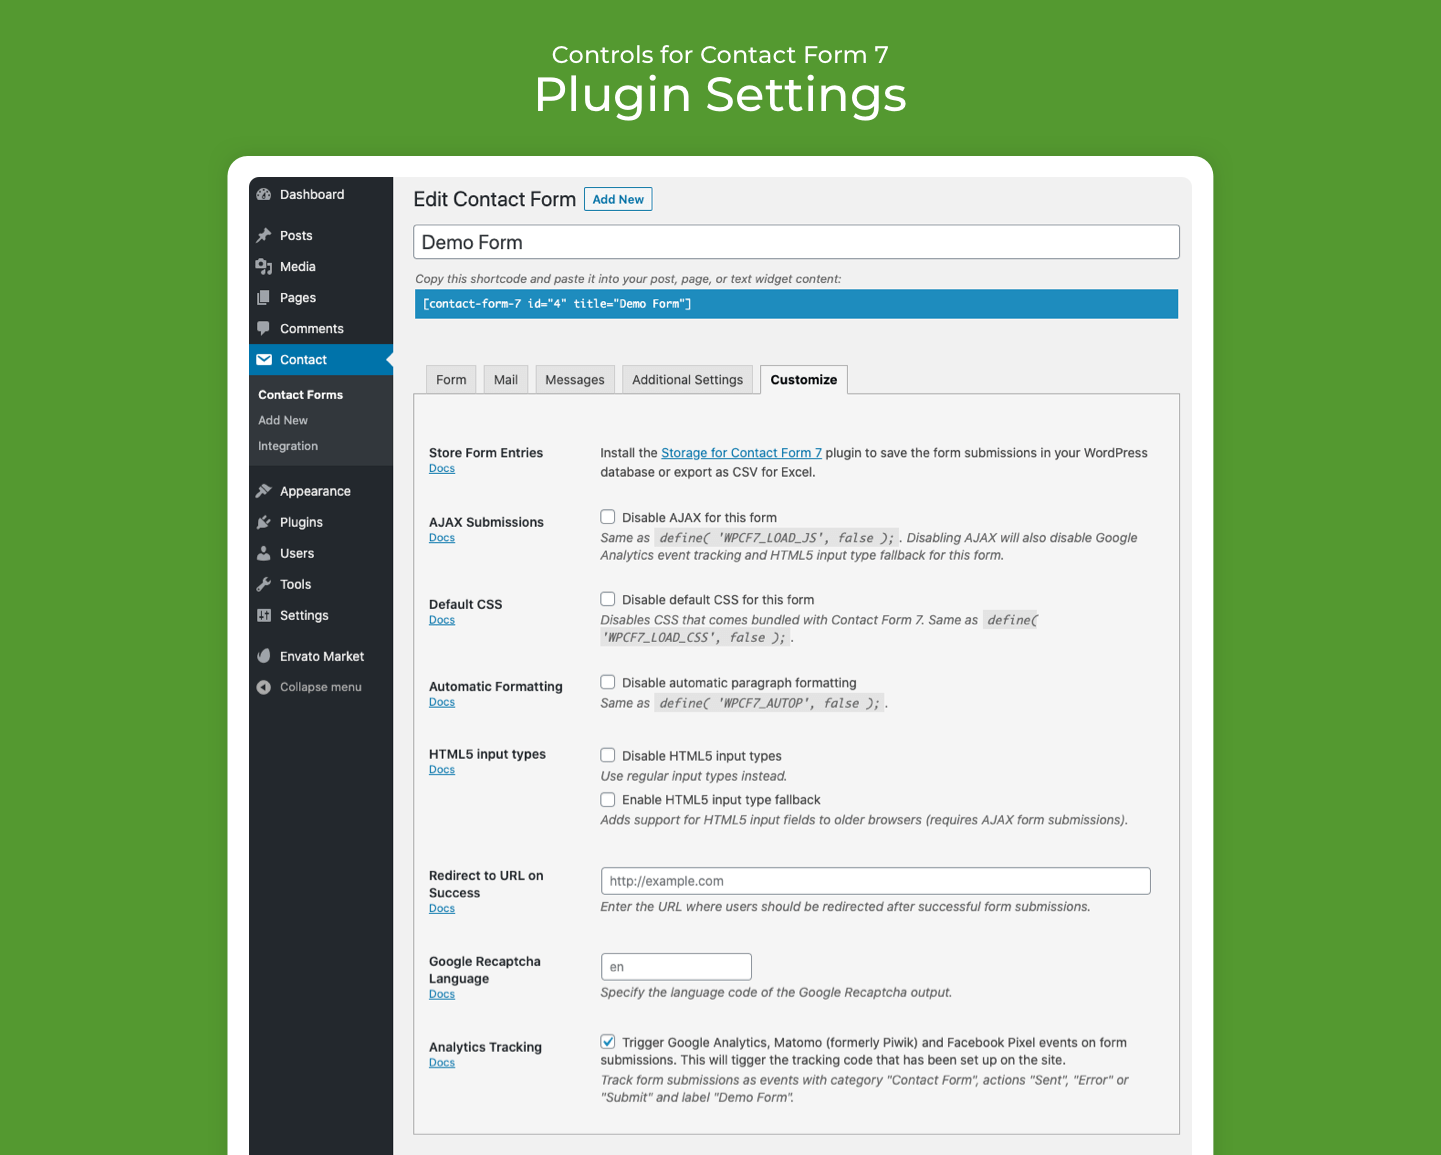 Controls for Contact Form 7
Plugin Settings
Dashboard
Posts
Media
Pages
Comments
Contact
Contact Forms
Add New
Integration
Appearance
Plugins
Users
Tools
Settings
Envato Market
Collapse menu
Edit Contact Form Add New
Demo Form
Copy this shortcode and paste it into your post, page, or text widget content:
[contact-form-7 id="4" title="Demo Form"]
Form Mail Messages Additional Settings Customize
Store Form Entries
Docs
Install the Storage for Contact Form 7 plugin to save the form submissions in your WordPress
database or export as CSV for Excel.
AJAX Submissions
Docs
Disable AJAX for this form
Same as define( 'WPCF7_LOAD_JS', false );. Disabling AJAX will also disable Google
Analytics event tracking and HTML5 input type fallback for this form.
Default CSS
Docs
Disable default CSS for this form
Disables CSS that comes bundled with Contact Form 7. Same as define(
'WPCF7_LOAD_CSS', false );.
Automatic Formatting
Docs
Disable automatic paragraph formatting
Same as define( 'WPCF7_AUTOP', false );.
HTML5 input types
Docs
Disable HTML5 input types
Use regular input types instead.
Enable HTML5 input type fallback
Adds support for HTML5 input fields to older browsers (requires AJAX form submissions).
Redirect to URL on
Success
Docs
http://example.com
Enter the URL where users should be redirected after successful form submissions.
Google Recaptcha
Language
Docs
en
Specify the language code of the Google Recaptcha output.
Analytics Tracking
Docs
Trigger Google Analytics, Matomo (formerly Piwik) and Facebook Pixel events on form
submissions. This will tigger the tracking code that has been set up on the site.
Track form submissions as events with category "Contact Form", actions "Sent", "Error" or
"Submit" and label "Demo Form".